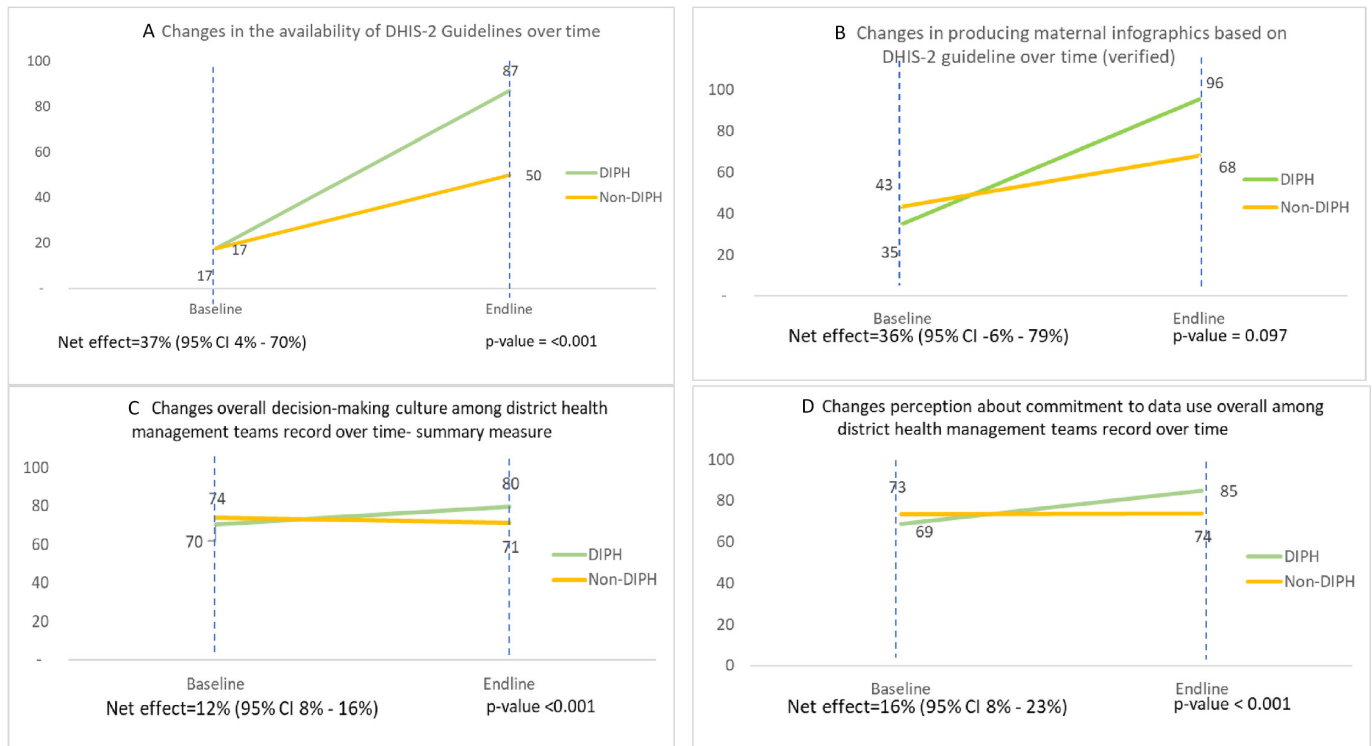 A Changes in the availability of DHIS-2 Guidelines over time
100
80
60
40
20
-
87
50
17
17
DIPH
Non-DIPH
Baseline
Endline
Net effect=37% (95% CI 4% - 70%)
p-value = <0.001
B Changes in producing maternal infographics based on
DHIS-2 guideline over time (verified)
100
80
60
40
20
-
96
43
68
35
DIPH
Non-DIPH
Baseline
Endline
Net effect=36% (95% CI -6% - 79%)
p-value = 0.097
C Changes overall decision-making culture among district health
management teams record over time- summary measure
100
80
60
40
20
-
74
80
70
71
DIPH
Non-DIPH
Baseline
Endline
Net effect=12% (95% CI 8% - 16%)
p-value <0.001
D Changes perception about commitment to data use overall among
district health management teams record over time
100
80
60
40
20
0
73
85
69
74
DIPH
Non-DIPH
Baseline
Endline
Net effect=16% (95% CI 8% - 23%)
p-value < 0.001